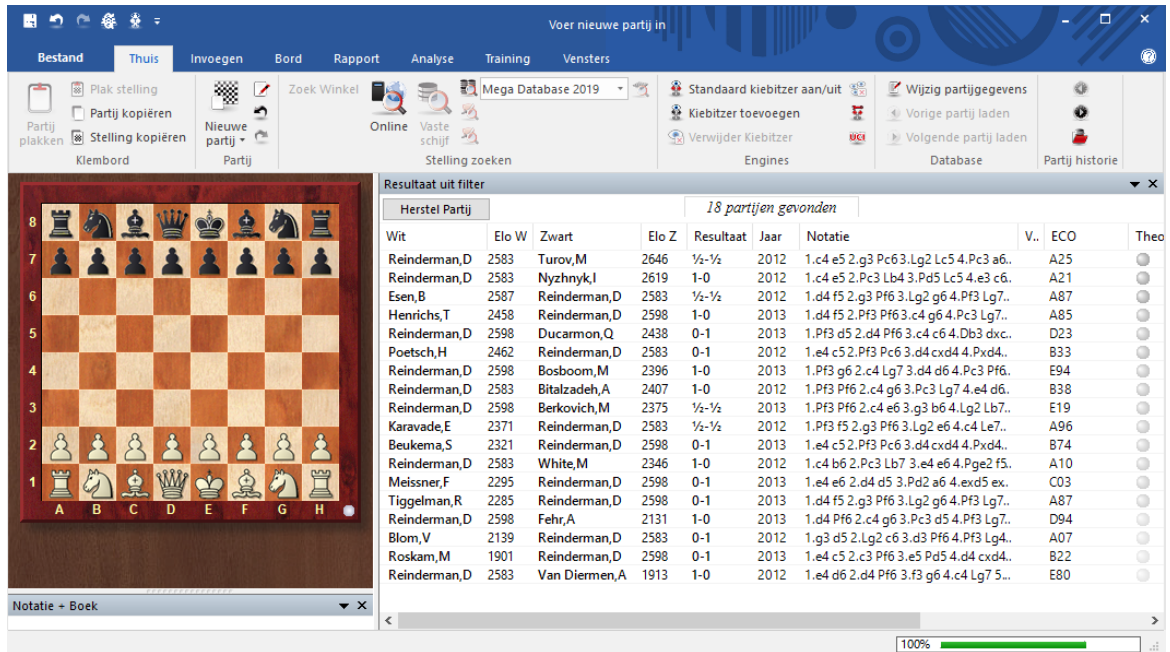 Voer nieuwe partij in
Bestand Thuis Invoegen Bord Rapport Analyse Training Vensters
Partij plakken
Plak stelling
Partij kopiëren
Stelling kopiëren
Klembord
Nieuwe partij
Partij
Zoek Winkel
Online
Vaste schijf
Mega Database 2019
Stelling zoeken
Standaard kiebitzer aan/uit
Kiebitzer toevoegen
Verwijder Kiebitzer
UCI
Engines
Wijzig partijgegevens
Vorige partij laden
Volgende partij laden
Database
Partij historie
8
7
6
5
4
3
2
1
A B C D E F G H
Notatie + Boek
Resultaat uit filter
Herstel Partij 18 partijen gevonden
Wit Elo W Zwart Elo Z Resultaat Jaar Notatie V.. ECO Theo
Reinderman,D 2583 Turov,M 2646 ½-½ 2012 1.c4 e5 2.g3 Pc6 3.Lg2 Lc5 4.Pc3 a6.. A25
Reinderman,D 2583 Nyzhnyk,I 2619 1-0 2012 1.c4 e5 2.Pc3 Lb4 3.Pd5 Lc5 4.e3 c6.. A21
Esen,B 2587 Reinderman,D 2583 ½-½ 2012 1.d4 f5 2.g3 Pf6 3.Lg2 g6 4.Pf3 Lg7.. A87
Henrichs,T 2458 Reinderman,D 2598 1-0 2013 1.d4 f5 2.Pf3 Pf6 3.c4 g6 4.Pc3 Lg7.. A85
Reinderman,D 2598 Ducarmon,Q 2438 0-1 2013 1.Pf3 d5 2.d4 Pf6 3.c4 c6 4.Db3 dxc.. D23
Poetsch,H 2462 Reinderman,D 2583 0-1 2012 1.e4 c5 2.Pf3 Pc6 3.d4 cxd4 4.Pxd4.. B33
Reinderman,D 2598 Bosboom,M 2396 1-0 2013 1.Pf3 g6 2.c4 Lg7 3.d4 d6 4.Pc3 Pf6.. E94
Reinderman,D 2583 Bitalzadeh,A 2407 1-0 2012 1.Pf3 Pf6 2.c4 g6 3.Pc3 Lg7 4.e4 d6.. B38
Reinderman,D 2598 Berkovich,M 2375 ½-½ 2013 1.Pf3 Pf6 2.c4 e6 3.g3 b6 4.Lg2 Lb7.. E19
Karavade,E 2371 Reinderman,D 2583 ½-½ 2012 1.Pf3 f5 2.g3 Pf6 3.Lg2 e6 4.c4 Le7.. A96
Beukema,S 2321 Reinderman,D 2598 0-1 2013 1.e4 c5 2.Pf3 Pc6 3.d4 cxd4 4.Pxd4.. B74
Reinderman,D 2583 White,M 2346 1-0 2012 1.c4 b6 2.Pc3 Lb7 3.e4 e6 4.Pge2 f5.. A10
Meissner,F 2295 Reinderman,D 2598 0-1 2013 1.e4 e6 2.d4 d5 3.Pd2 a6 4.exd5 ex.. C03
Tiggelman,R 2285 Reinderman,D 2598 0-1 2013 1.d4 f5 2.g3 Pf6 3.Lg2 g6 4.Pf3 Lg7.. A87
Reinderman,D 2598 Fehr,A 2131 1-0 2013 1.d4 Pf6 2.c4 g6 3.Pc3 d5 4.Pf3 Lg7.. D94
Blom,V 2139 Reinderman,D 2583 0-1 2012 1.g3 d5 2.Lg2 c6 3.d3 Pf6 4.Pf3 Lg4.. A07
Roskam,M 1901 Reinderman,D 2598 0-1 2013 1.e4 c5 2.c3 Pf6 3.e5 Pd5 4.d4 cxd4.. B22
Reinderman,D 2583 Van Diermen,A 1913 1-0 2012 1.e4 d6 2.d4 Pf6 3.f3 g6 4.c4 Lg7 5... E80
100%